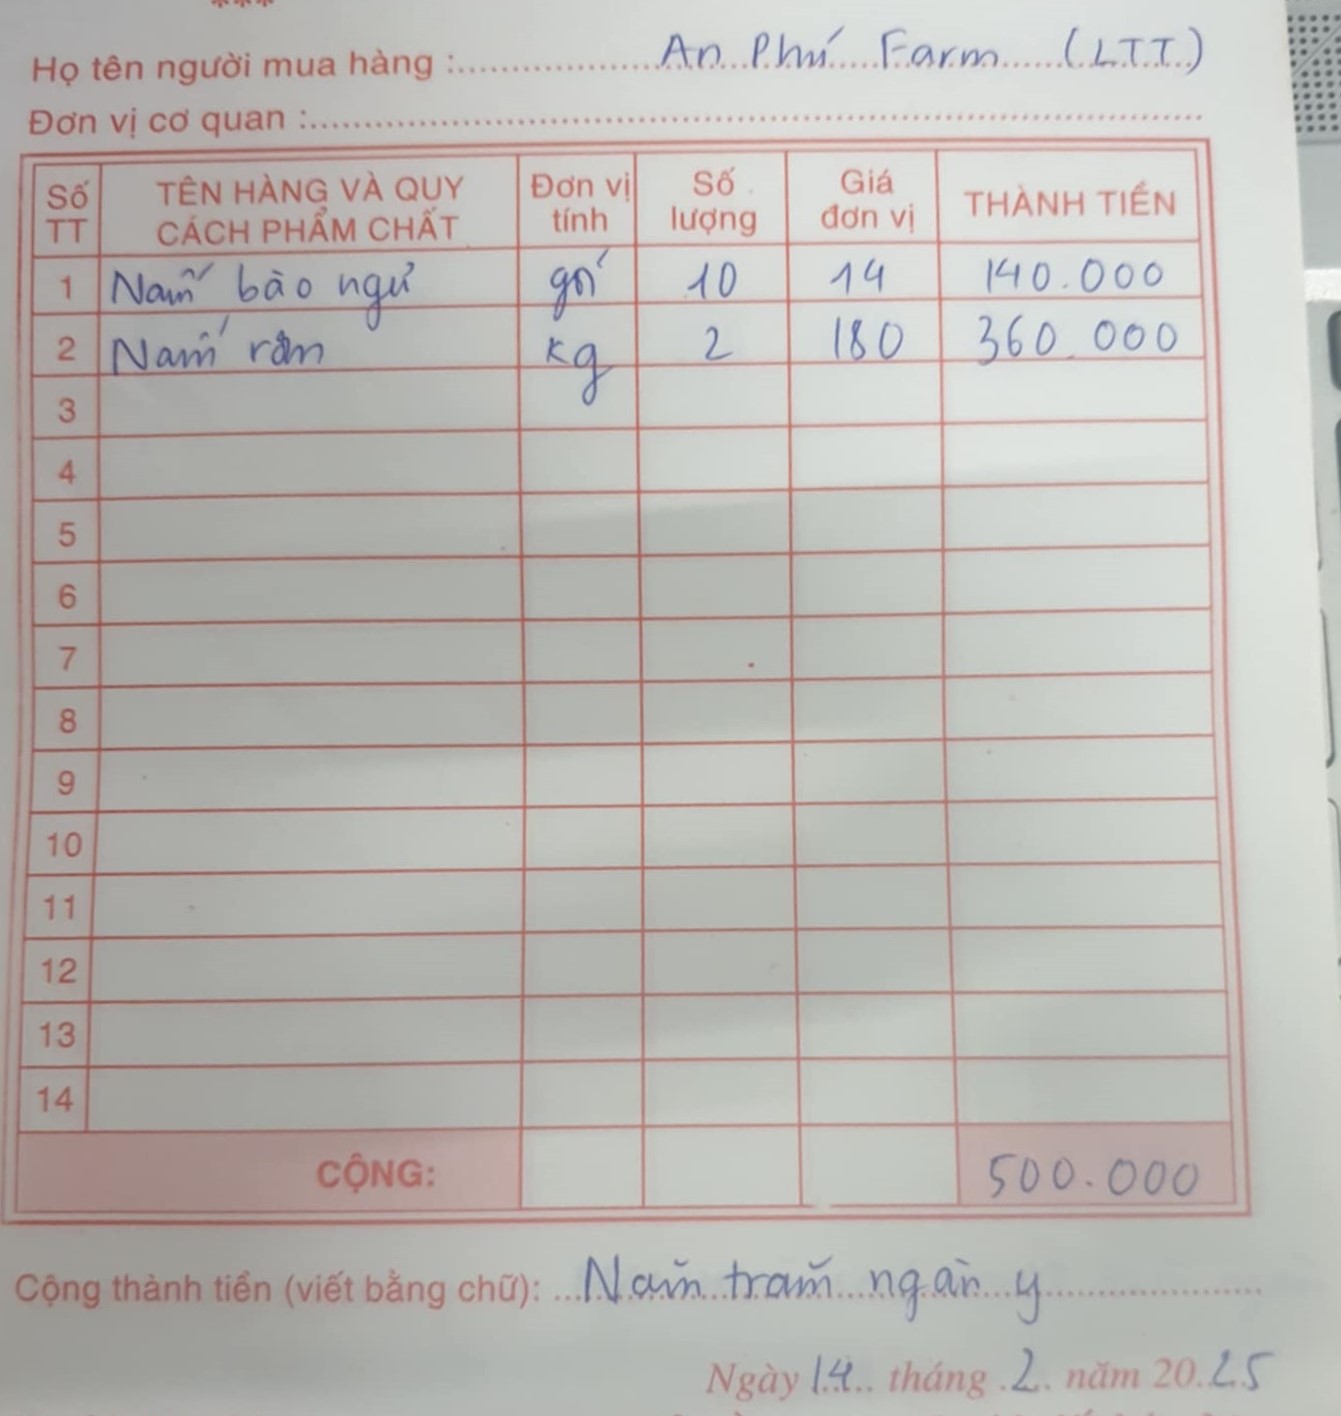 ***
Họ tên người mua hàng : An Phú Farm (LTT)
Đơn vị cơ quan :
Số TT TÊN HÀNG VÀ QUY CÁCH PHẨM CHẤT Đơn vị tính Số lượng Giá đơn vị THÀNH TIỀN
1 Nấm bào ngư gói 10 14 140.000
2 Nấm rơm kg 2 180 360.000
3
4
5
6
7
8
9
10
11
12
13
14
CỘNG: 500.000
Cộng thành tiền (viết bằng chữ): Năm trăm ngàn y
Ngày 14 tháng 2 năm 2025